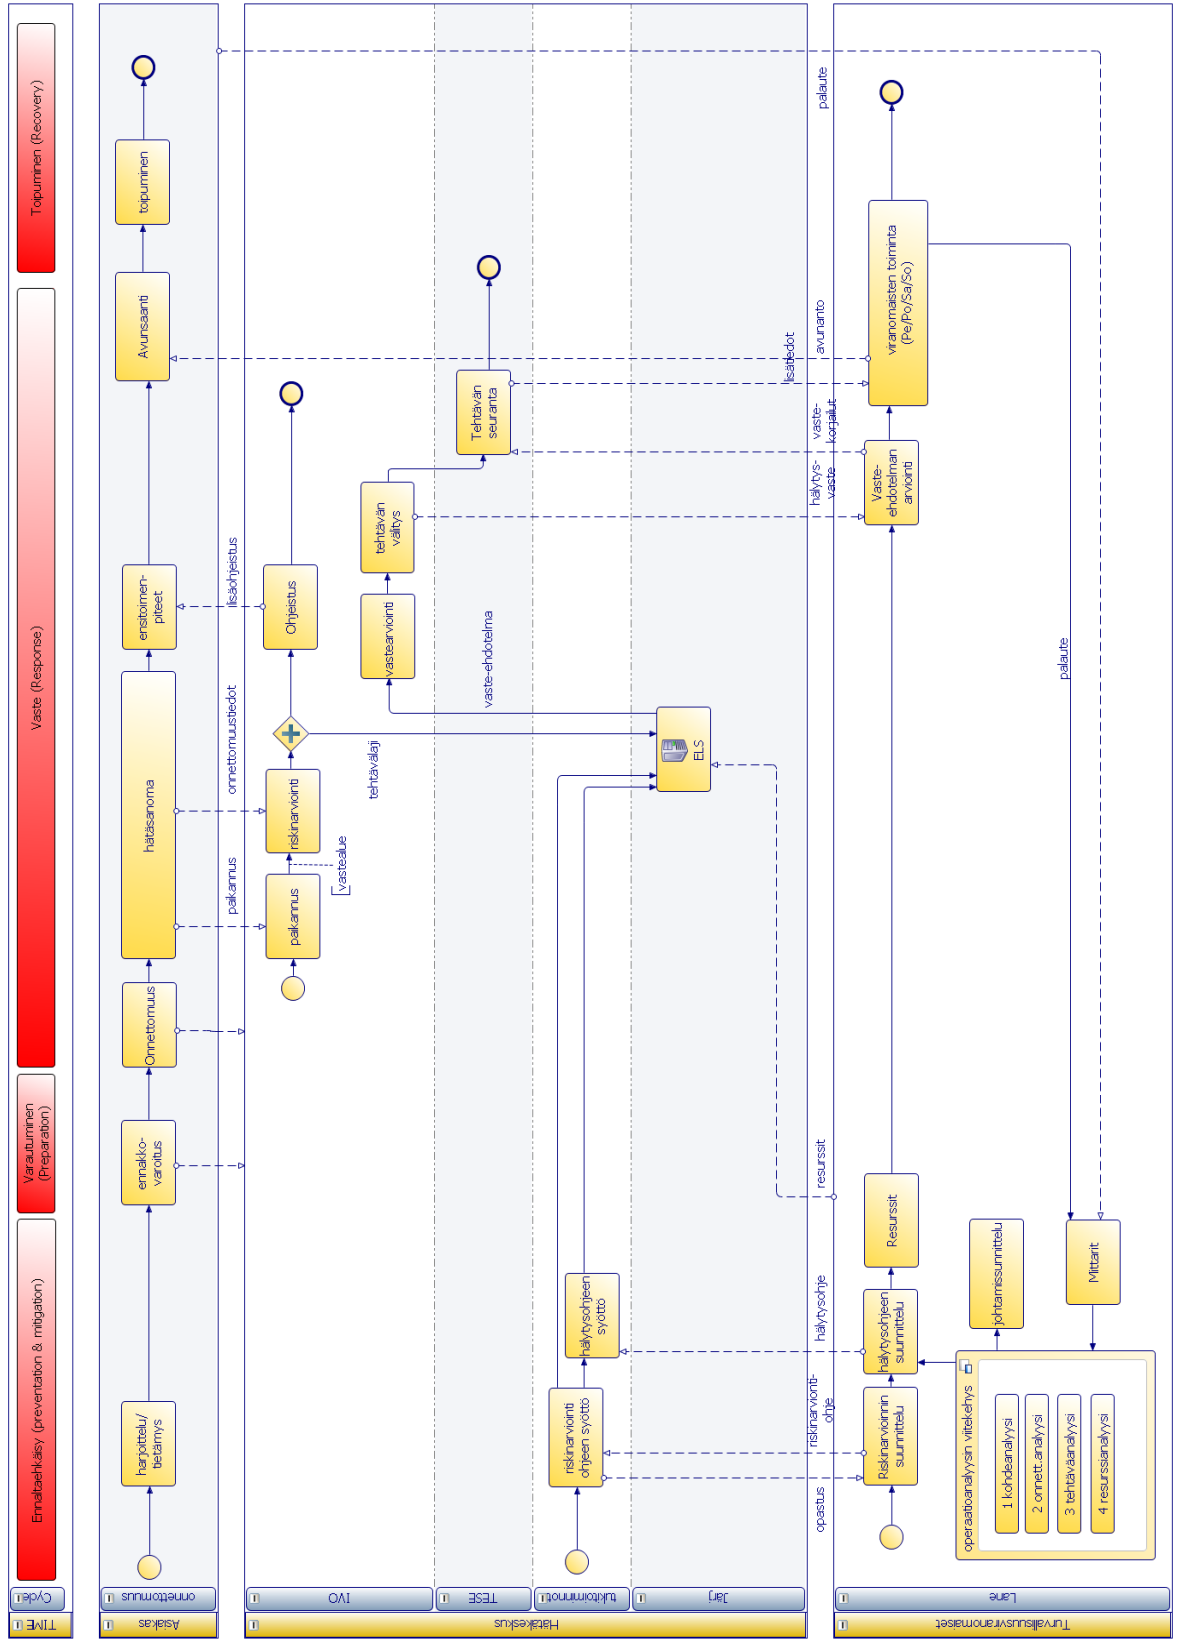 TIME
Cycle
Ennaltaehkäisy (preventation & mitigation)
Varautuminen
(Preparation)
Vaste (Response)
Toipuminen (Recovery)
Asiakas
onnettomuus
harjoittelu/
tietämys
ennakko-
varoitus
Onnettomuus
hätäsanoma
ensitoimen-
piteet
Avunsaanti
toipuminen
paikannus
onnettomuustiedot
lisäohjeistus
Hätäkeskus
IVO
paikannus
[vastealue
riskinarviointi
tehtävälaji
Ohjeistus
vastearviointi
tehtävän
välitys
TESE
vaste-ehdotelma
Tehtävän
seuranta
tukitoiminnot
riskinarviointi
ohjeen syöttö
hälytysohjeen
syöttö
Järj
ELS
opastus
riskinarviointi-
ohje
hälytysohje
resurssit
hälytys-
vaste
vaste-
korjailut
lisätiedot
avunanto
palaute
Turvallisuusviranomaiset
Lane
Riskinarvioinnin
suunnittelu
hälytysohjeen
suunnittelu
Resurssit
Vaste-
ehdotelman
arviointi
viranomaisten toiminta
(Pe/Po/Sa/So)
operaatioanalyysin viitekehys
1 kohdeanalyysi
2 onnett.analyysi
3 tehtäväanalyysi
4 resurssianalyysi
johtamissunnittelu
Mittarit
palaute